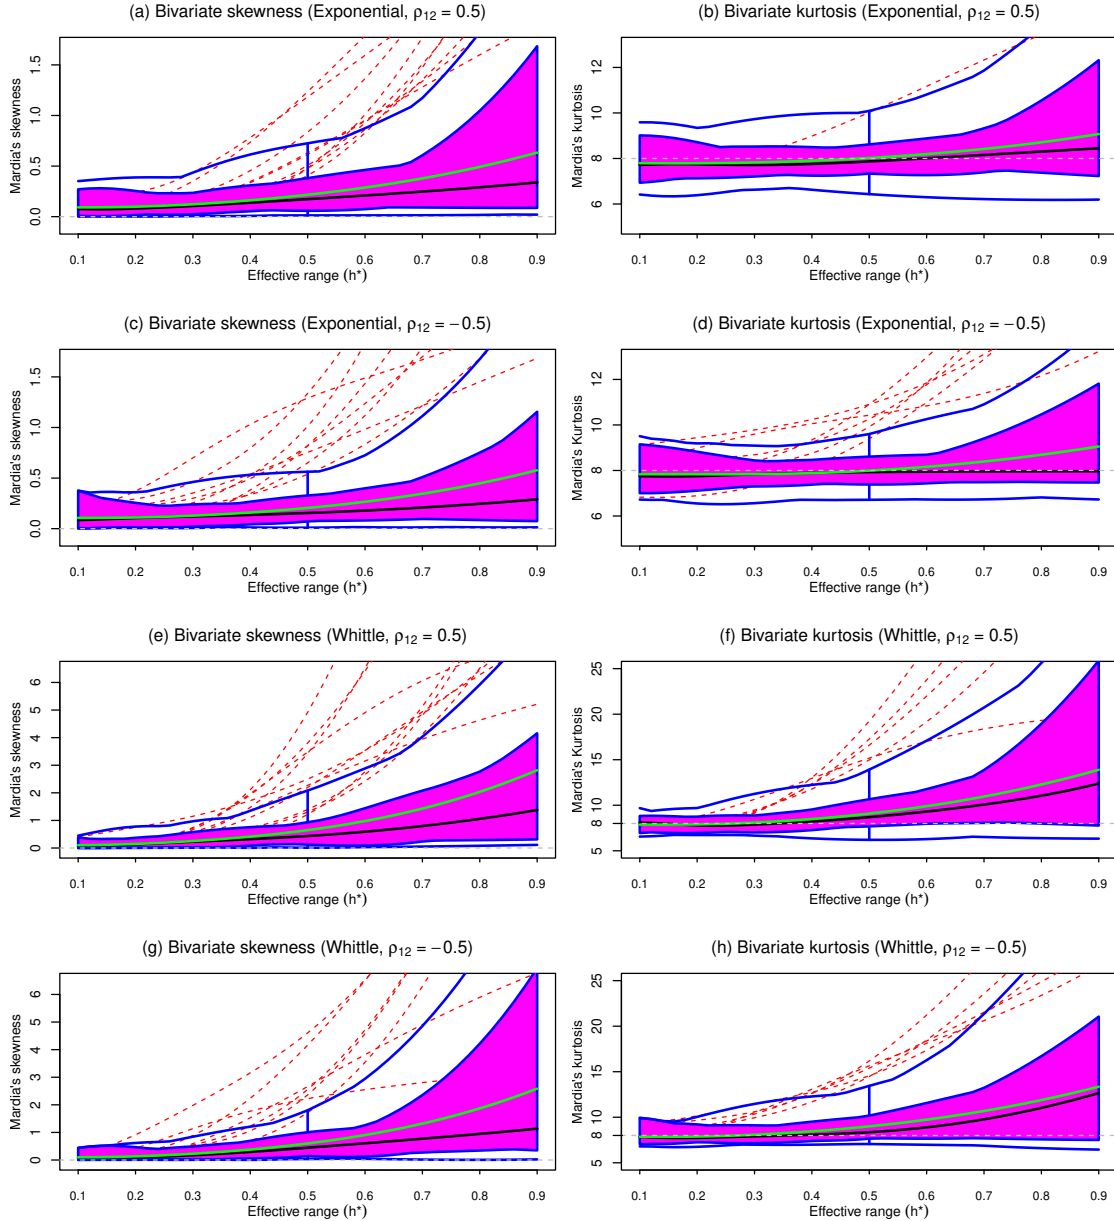 (a) Bivariate skewness (Exponential, ρ12 = 0.5)
Mardia's skewness
0.0 0.5 1.0 1.5
0.1 0.2 0.3 0.4 0.5 0.6 0.7 0.8 0.9
Effective range (h*)
(b) Bivariate kurtosis (Exponential, ρ12 = 0.5)
Mardia's kurtosis
6 8 10 12
0.1 0.2 0.3 0.4 0.5 0.6 0.7 0.8 0.9
Effective range (h*)
(c) Bivariate skewness (Exponential, ρ12 = −0.5)
Mardia's skewness
0.0 0.5 1.0 1.5
0.1 0.2 0.3 0.4 0.5 0.6 0.7 0.8 0.9
Effective range (h*)
(d) Bivariate kurtosis (Exponential, ρ12 = −0.5)
Mardia's Kurtosis
6 8 10 12
0.1 0.2 0.3 0.4 0.5 0.6 0.7 0.8 0.9
Effective range (h*)
(e) Bivariate skewness (Whittle, ρ12 = 0.5)
Mardia's skewness
0 1 2 3 4 5 6
0.1 0.2 0.3 0.4 0.5 0.6 0.7 0.8 0.9
Effective range (h*)
(f) Bivariate kurtosis (Whittle, ρ12 = 0.5)
Mardia's Kurtosis
5 8 10 15 20 25
0.1 0.2 0.3 0.4 0.5 0.6 0.7 0.8 0.9
Effective range (h*)
(g) Bivariate skewness (Whittle, ρ12 = −0.5)
Mardia's skewness
0 1 2 3 4 5 6
0.1 0.2 0.3 0.4 0.5 0.6 0.7 0.8 0.9
Effective range (h*)
(h) Bivariate kurtosis (Whittle, ρ12 = −0.5)
Mardia's kurtosis
5 8 10 15 20 25
0.1 0.2 0.3 0.4 0.5 0.6 0.7 0.8 0.9
Effective range (h*)